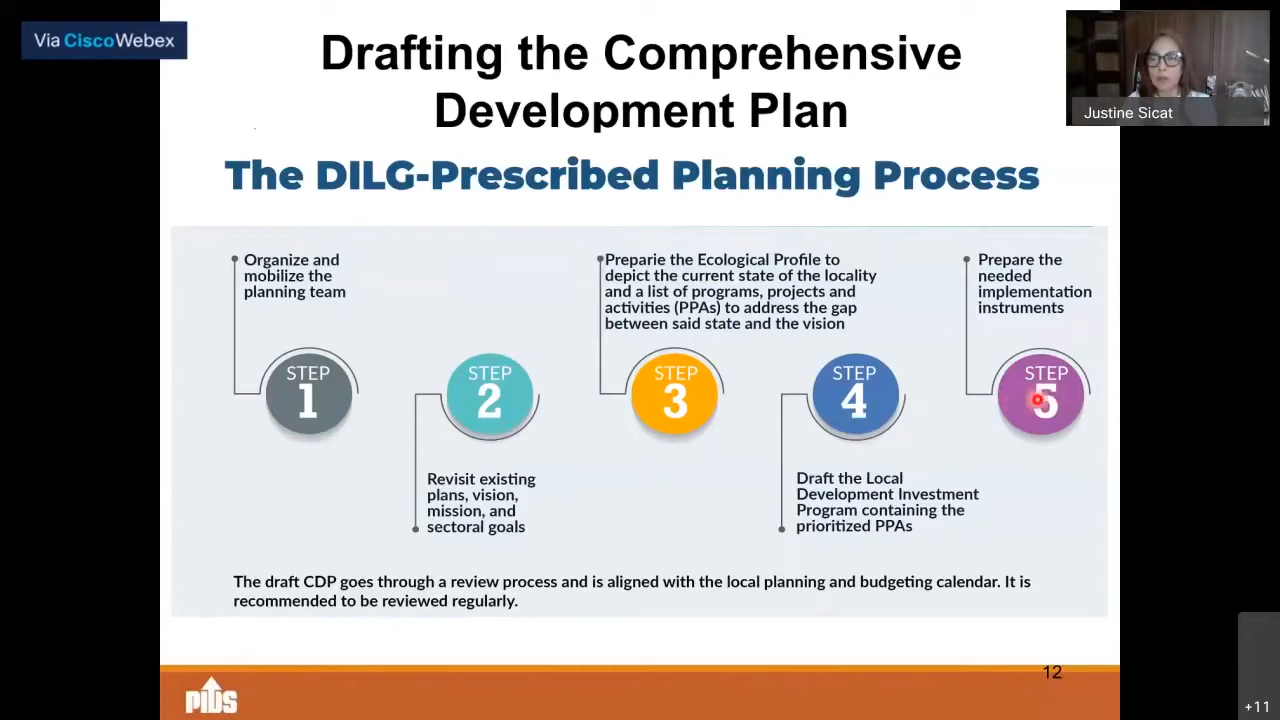 Via Cisco Webex
Drafting the Comprehensive
Development Plan
Justine Sicat
The DILG-Prescribed Planning Process
Organize and
mobilize the
planning team
Preparie the Ecological Profile to
depict the current state of the locality
and a list of programs, projects and
activities (PPAs) to address the gap
between said state and the vision
Prepare the
needed
implementation
instruments
STEP
1
STEP
2
STEP
3
STEP
4
STEP
5
Revisit existing
plans, vision,
mission, and
sectoral goals
Draft the Local
Development Investment
Program containing the
prioritized PPAs
The draft CDP goes through a review process and is aligned with the local planning and budgeting calendar. It is
recommended to be reviewed regularly.
12
PIDS
+11